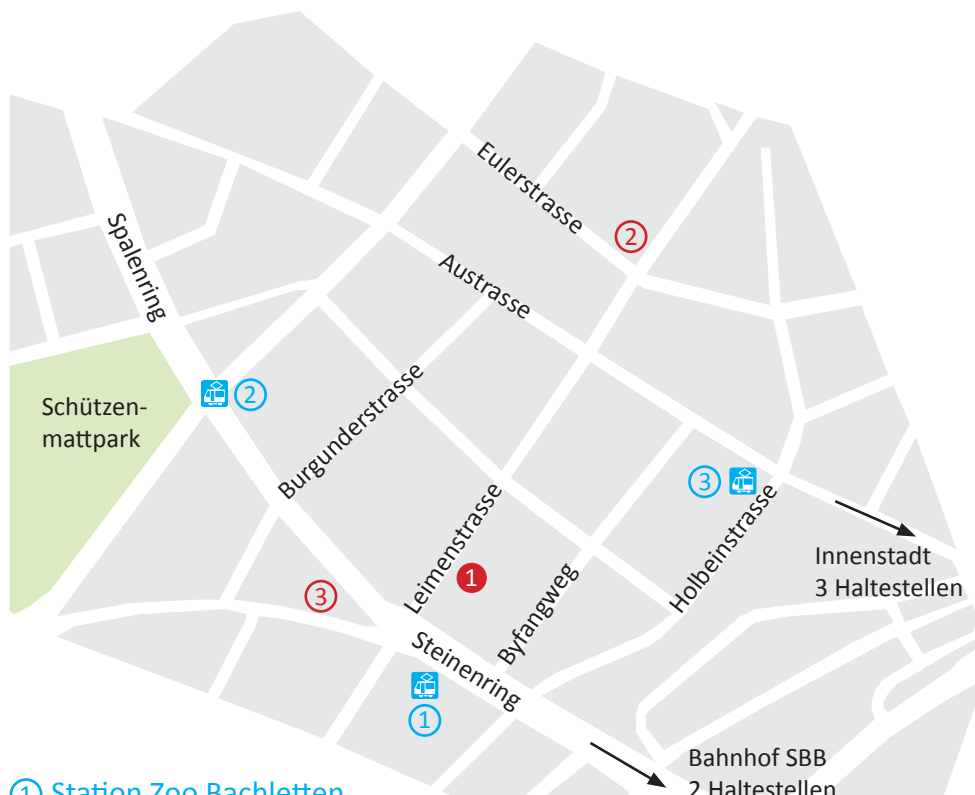 Eulerstrasse
Spalenring
2
Austrasse
Schützen-
mattpark
2
Burgunderstrasse
3
Leimenstrasse
1
Holbeinstrasse
Innenstadt
3 Haltestellen
3
Byfangweg
Steinenring
1
Bahnhof SBB
2 Haltestellen
1 Station Zoo Bachletten